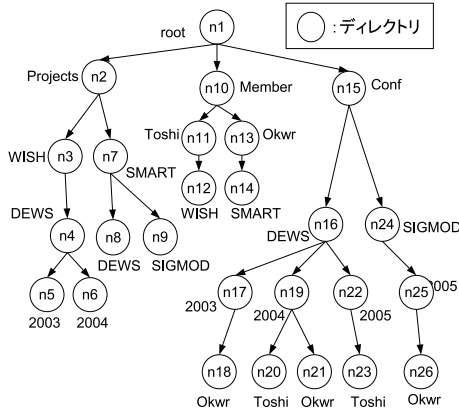 root n1 : ディレクトリ
Projects n2 n10 Member n15 Conf
Toshi n11 n13 Okwr
WISH n3 n7 SMART
n12 n14
WISH SMART
DEWS n4 n8 n9
DEWS SIGMOD
n16 n24 SIGMOD
DEWS
n5 n6
2003 2004
n17 n19 n22 n25 2005
2003 2004 2005
n18 n20 n21 n23 n26
Okwr Toshi Okwr Toshi Okwr